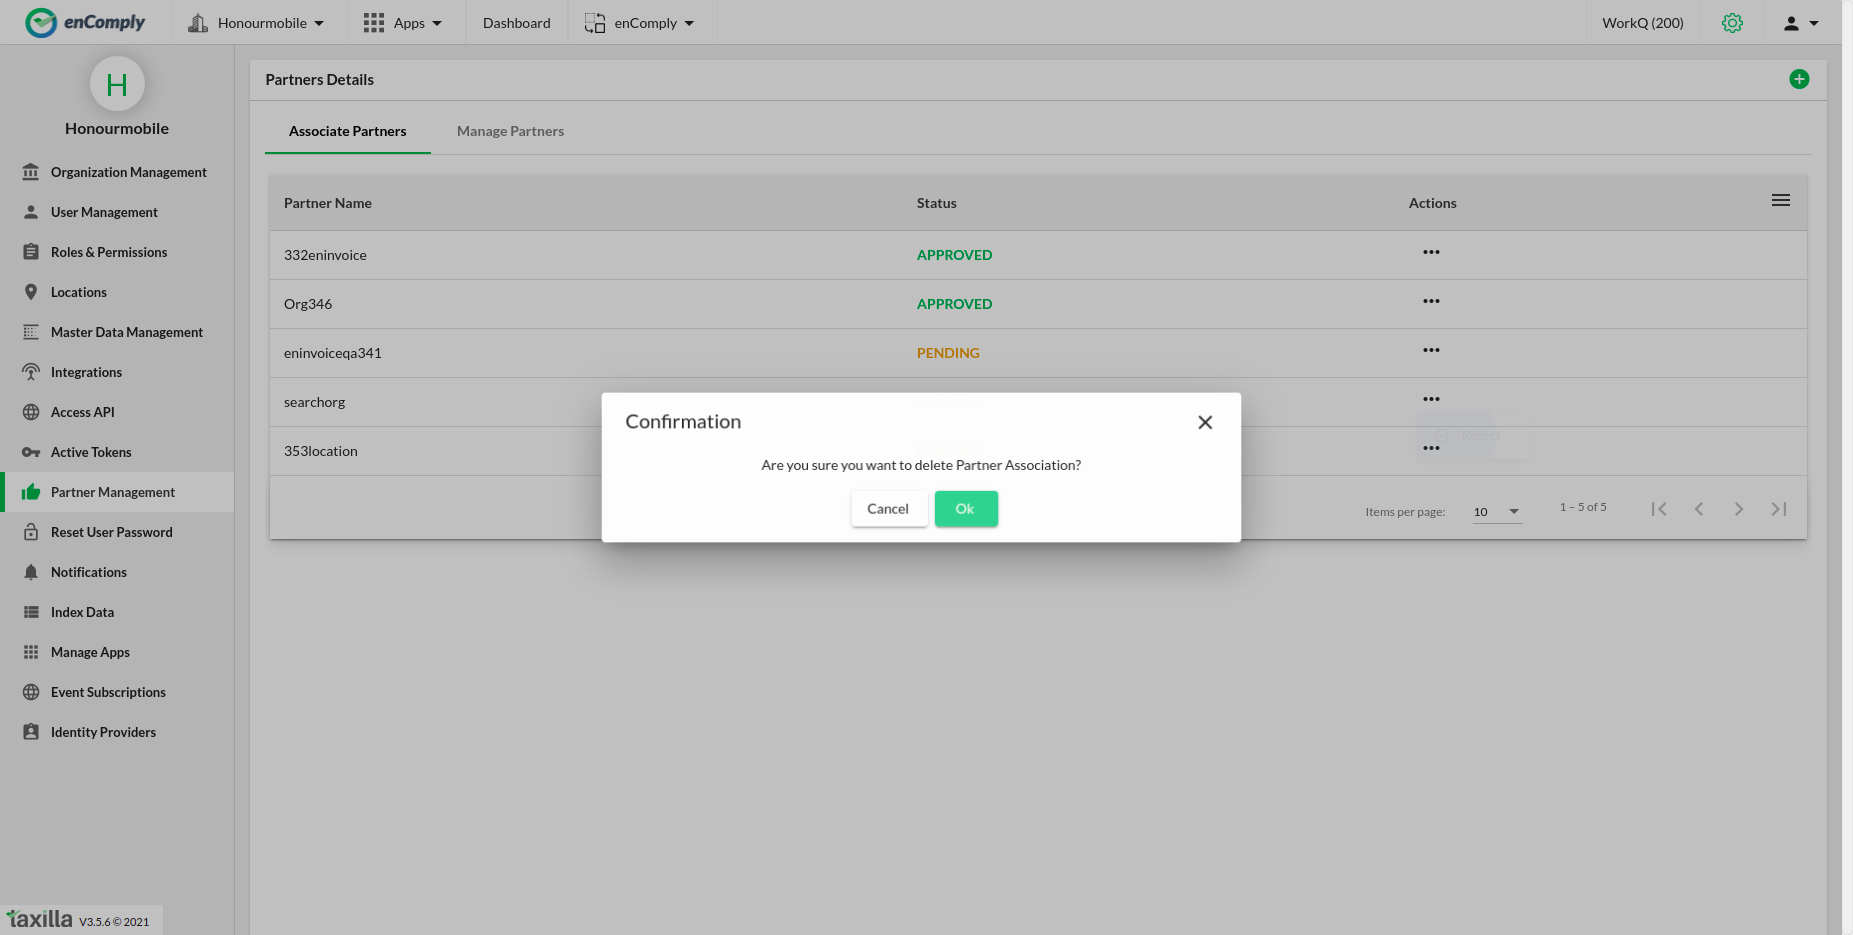 enComply
Honourmobile
Apps
Dashboard
enComply
WorkQ (200)
H
Honourmobile
Organization Management
User Management
Roles & Permissions
Locations
Master Data Management
Integrations
Access API
Active Tokens
Partner Management
Reset User Password
Notifications
Index Data
Manage Apps
Event Subscriptions
Identity Providers
taxilla V3.5.6 © 2021
Partners Details
Associate Partners
Manage Partners
Partner Name Status Actions
332eninvoice APPROVED
Org346 APPROVED
eninvoiceqa341 PENDING
searchorg
353location
Reject
Items per page: 10 1 – 5 of 5
Confirmation
Are you sure you want to delete Partner Association?
Cancel Ok